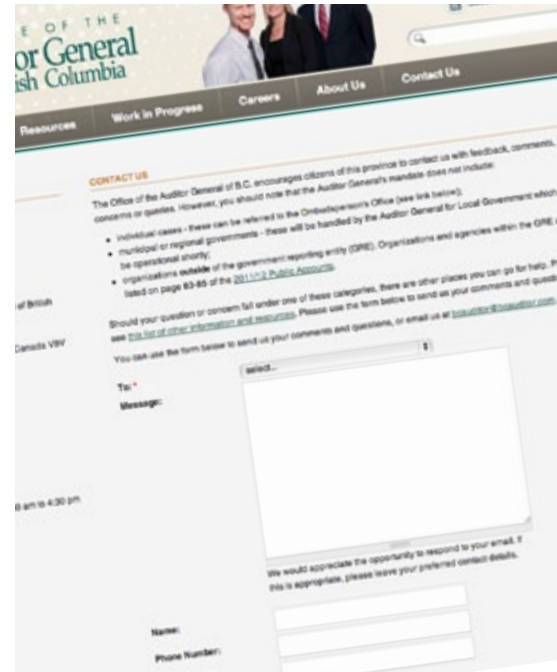 E OF THE
or General
ish Columbia
Resources
Work in Progress
Careers
About Us
Contact Us
CONTACT US
The Office of the Auditor General of B.C. encourages citizens of this province to contact us with feedback, comments,
concerns or queries. However, you should note that the Auditor General's mandate does not include:
• individual cases - these can be referred to the Ombudsperson's Office (see link below);
• municipal or regional governments - these will be handled by the Auditor General for Local Government which
be operational shortly;
• organizations outside of the government reporting entity (GRE). Organizations and agencies within the GRE a
listed on page 83-85 of the 2011/12 Public Accounts.
Should your question or concern fall under one of these categories, there are other places you can go for help. P
see this list of other information and resources. Please use the form below to send us your comments and quest
You can use the form below to send us your comments and questions, or email us at bcauditor@bcauditor.com
of British
Canada V8V
0 am to 4:30 pm
To: *
select...
Message:
We would appreciate the opportunity to respond to your email. If
this is appropriate, please leave your preferred contact details.
Name:
Phone Number: